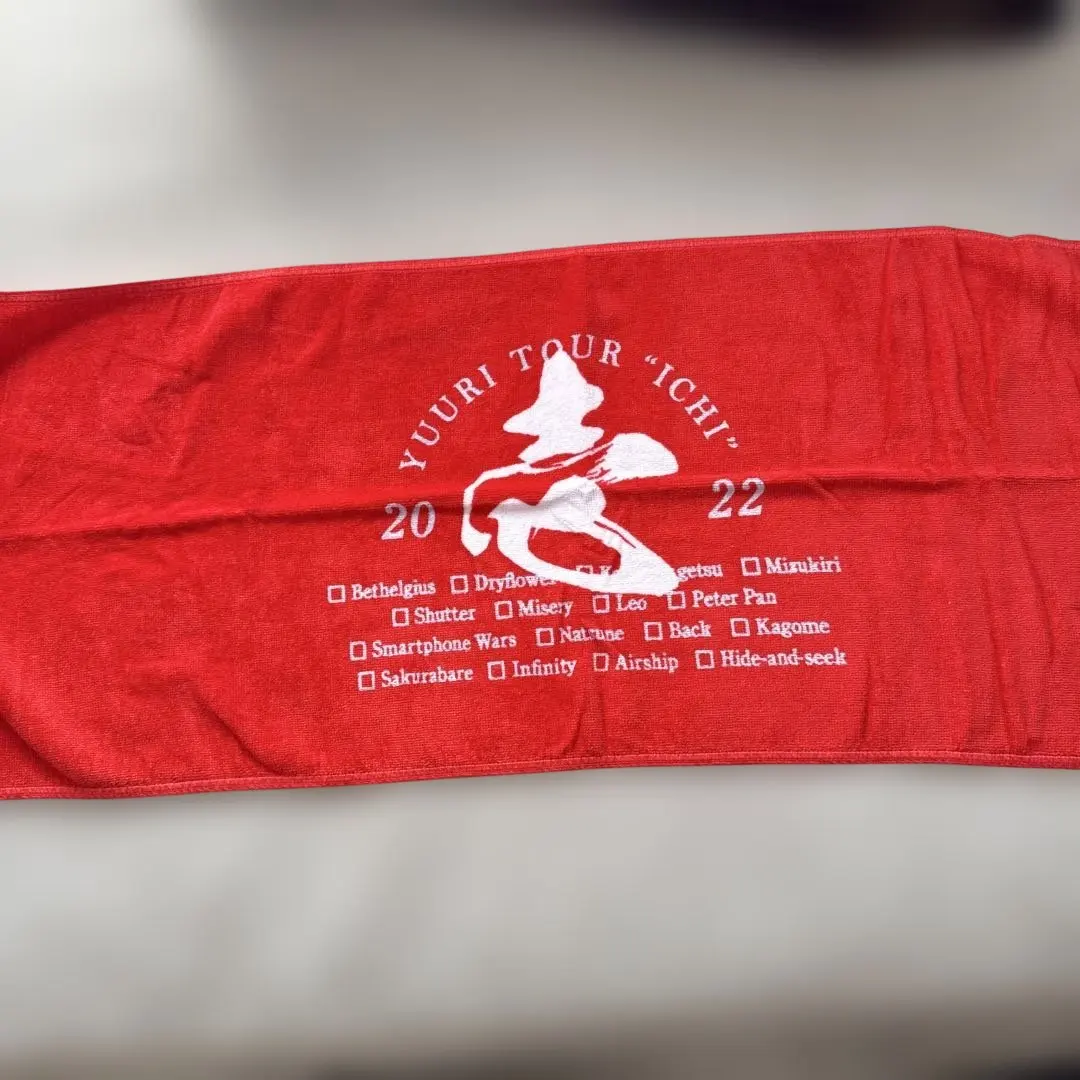 YUURI TOUR "ICHI"
壱
20 22
☐ Bethelgius ☐ Dryflower ☐ Mizukiri
☐ Shutter ☐ Misery ☐ Leo ☐ Peter Pan
☐ Smartphone Wars ☐ Natsune ☐ Back ☐ Kagome
☐ Sakurabare ☐ Infinity ☐ Airship ☐ Hide-and-seek